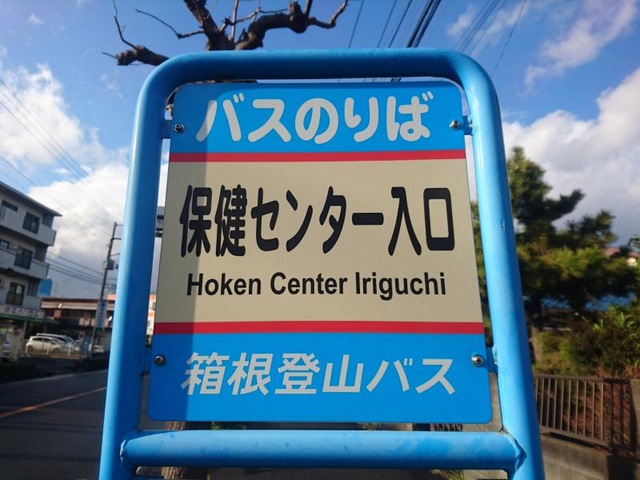 バスのりば
保健センター入口
Hoken Center Iriguchi
箱根登山バス